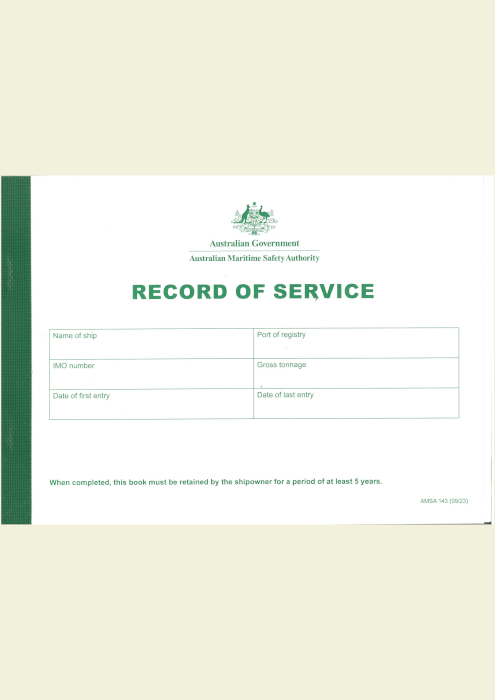 Australian Government
Australian Maritime Safety Authority
RECORD OF SERVICE
Name of ship
Port of registry
IMO number
Gross tonnage
Date of first entry
Date of last entry
When completed, this book must be retained by the shipowner for a period of at least 5 years.
AMSA 143 (09/23)